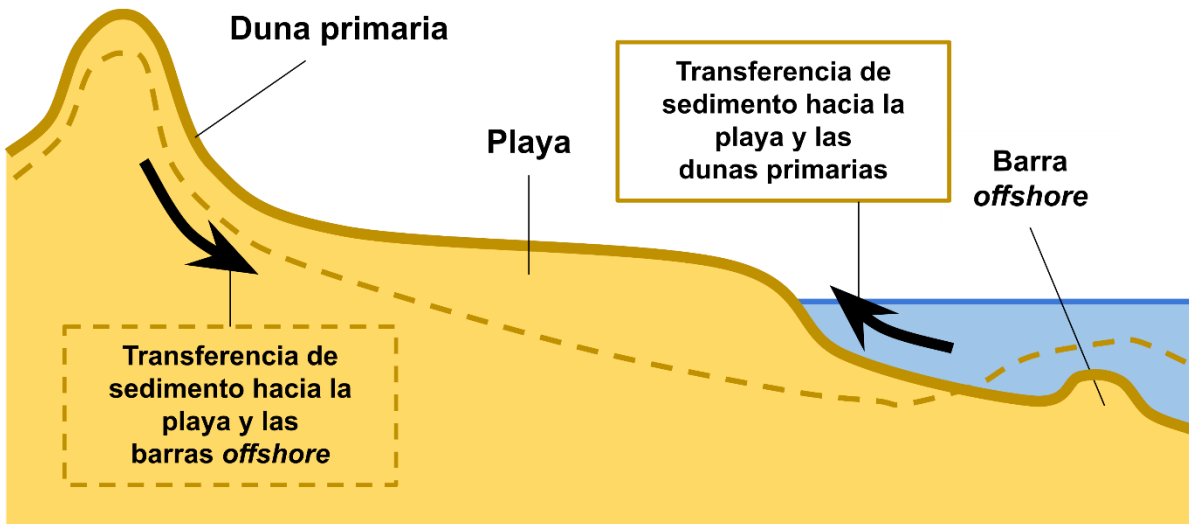 Duna primaria
Playa
Transferencia de
sedimento hacia la
playa y las
dunas primarias
Barra
offshore
Transferencia de
sedimento hacia la
playa y las
barras offshore